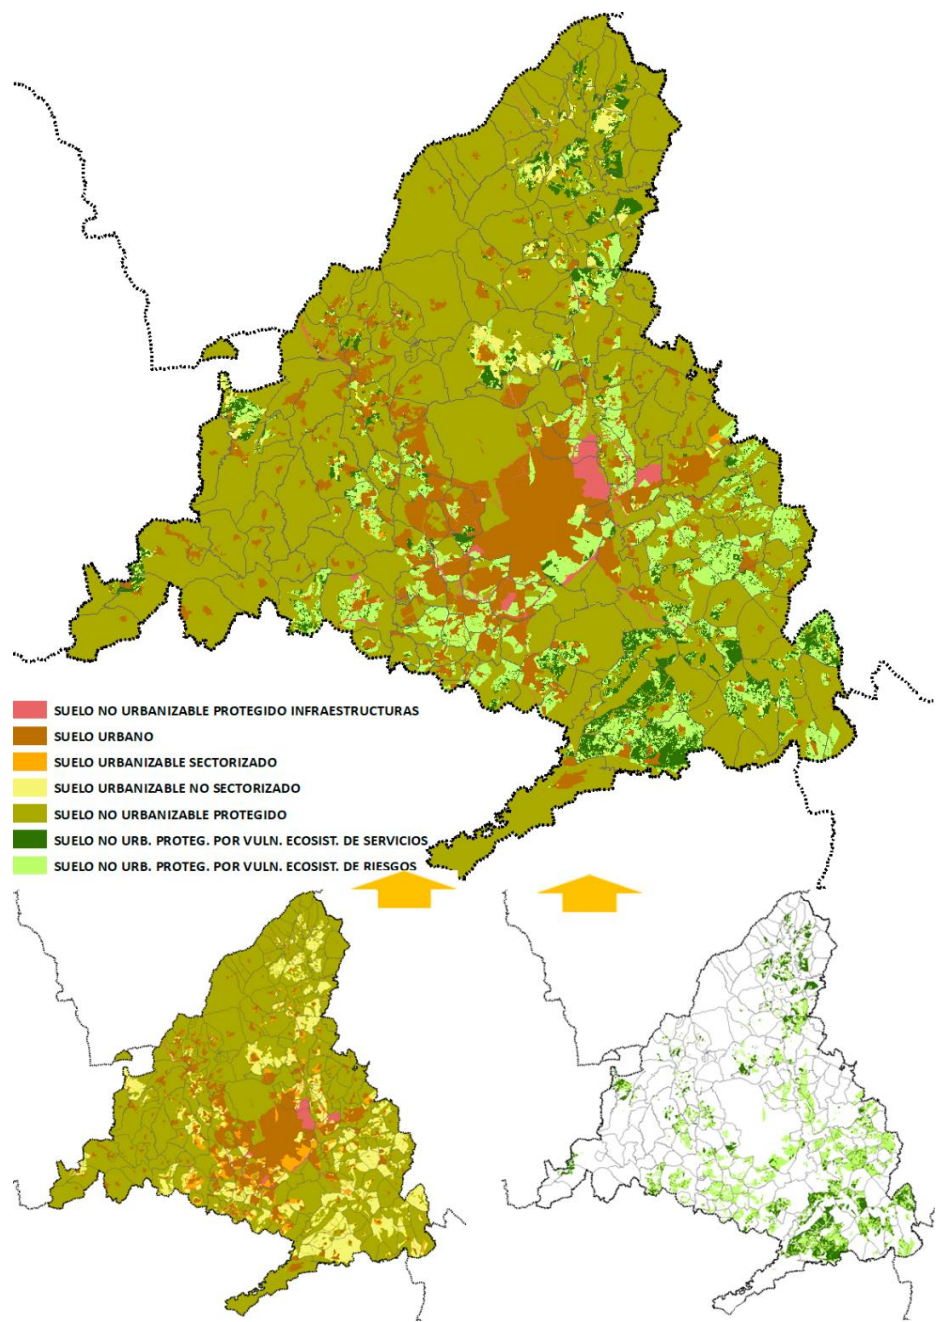 SUELO NO URBANIZABLE PROTEGIDO INFRAESTRUCTURAS
SUELO URBANO
SUELO URBANIZABLE SECTORIZADO
SUELO URBANIZABLE NO SECTORIZADO
SUELO NO URBANIZABLE PROTEGIDO
SUELO NO URB. PROTEG. POR VULN. ECOSIST. DE SERVICIOS
SUELO NO URB. PROTEG. POR VULN. ECOSIST. DE RIESGOS